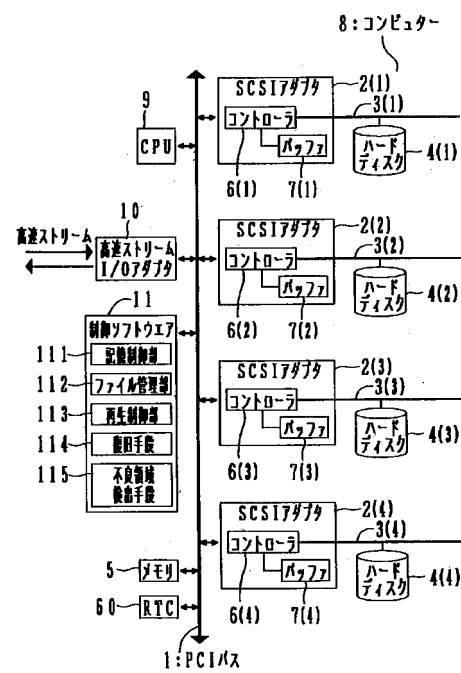 8:コンピュター
SCSIアダプタ
2(1)
コントローラ
バッファ
6(1)
7(1)
3(1)
ハード
ディスク
4(1)
9
CPU
10
高速ストリーム
高速ストリーム
I/Oアダプタ
SCSIアダプタ
2(2)
コントローラ
バッファ
6(2)
7(2)
3(2)
ハード
ディスク
4(2)
11
制御ソフトウエア
111
記憶制御部
112
ファイル管理部
113
再生制御部
114
復旧手段
115
不良領域
検出手段
SCSIアダプタ
2(3)
コントローラ
バッファ
6(3)
7(3)
3(3)
ハード
ディスク
4(3)
SCSIアダプタ
2(4)
コントローラ
バッファ
6(4)
7(4)
3(4)
ハード
ディスク
4(4)
5
メモリ
60
RTC
1:PCIバス